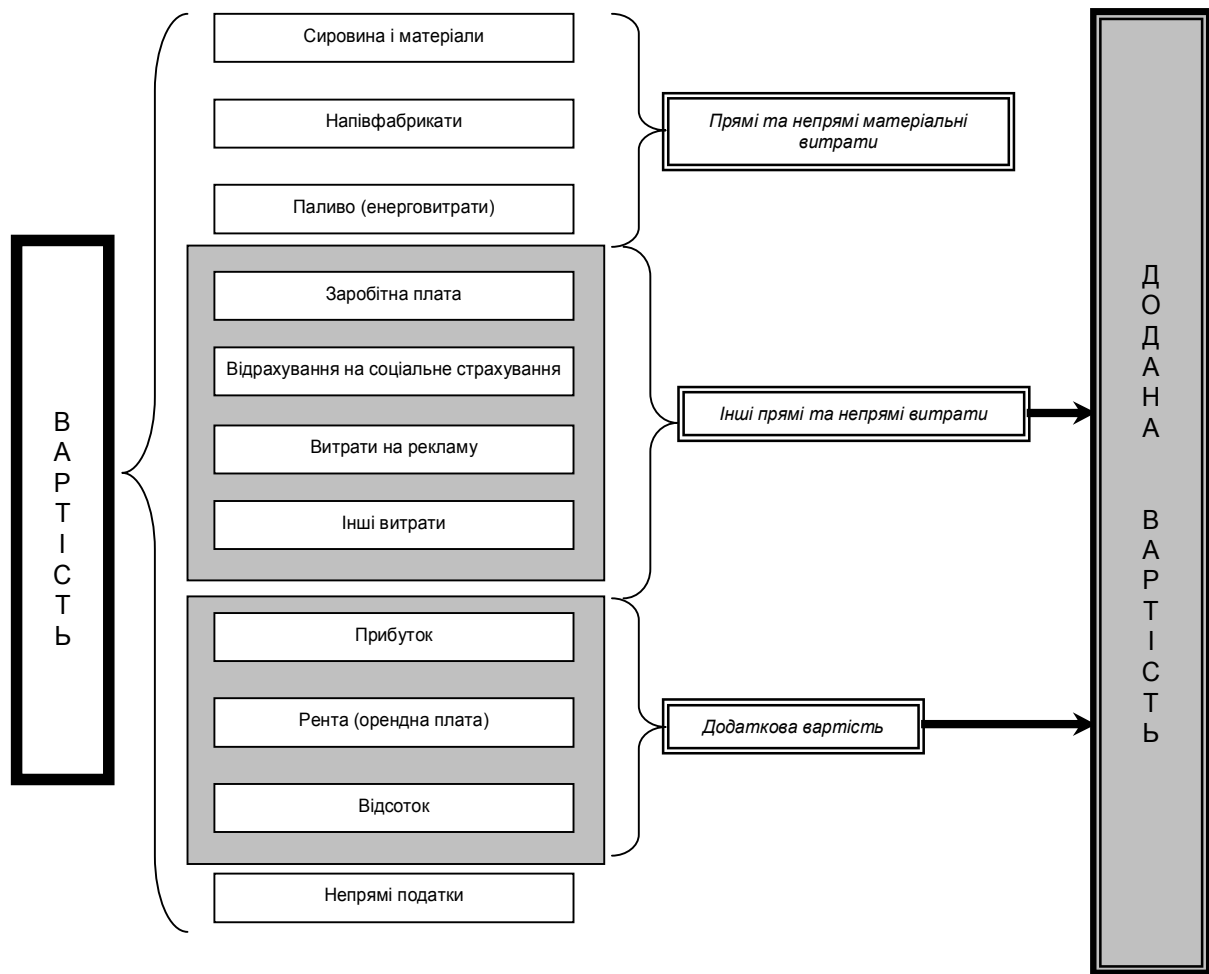 ВАРТІСТЬ
Сировина і матеріали
Напівфабрикати
Паливо (енерговитрати)
Заробітна плата
Відрахування на соціальне страхування
Витрати на рекламу
Інші витрати
Прибуток
Рента (орендна плата)
Відсоток
Непрямі податки
Прямі та непрямі матеріальні
витрати
Інші прямі та непрямі витрати
Додаткова вартість
ДОДАНА ВАРТІСТЬ